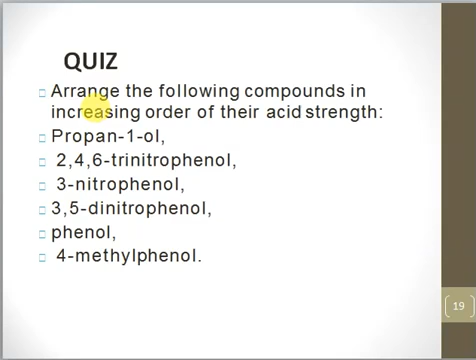 QUIZ
Arrange the following compounds in
increasing order of their acid strength:
Propan-1-ol,
2,4,6-trinitrophenol,
3-nitrophenol,
3,5-dinitrophenol,
phenol,
4-methylphenol.
19